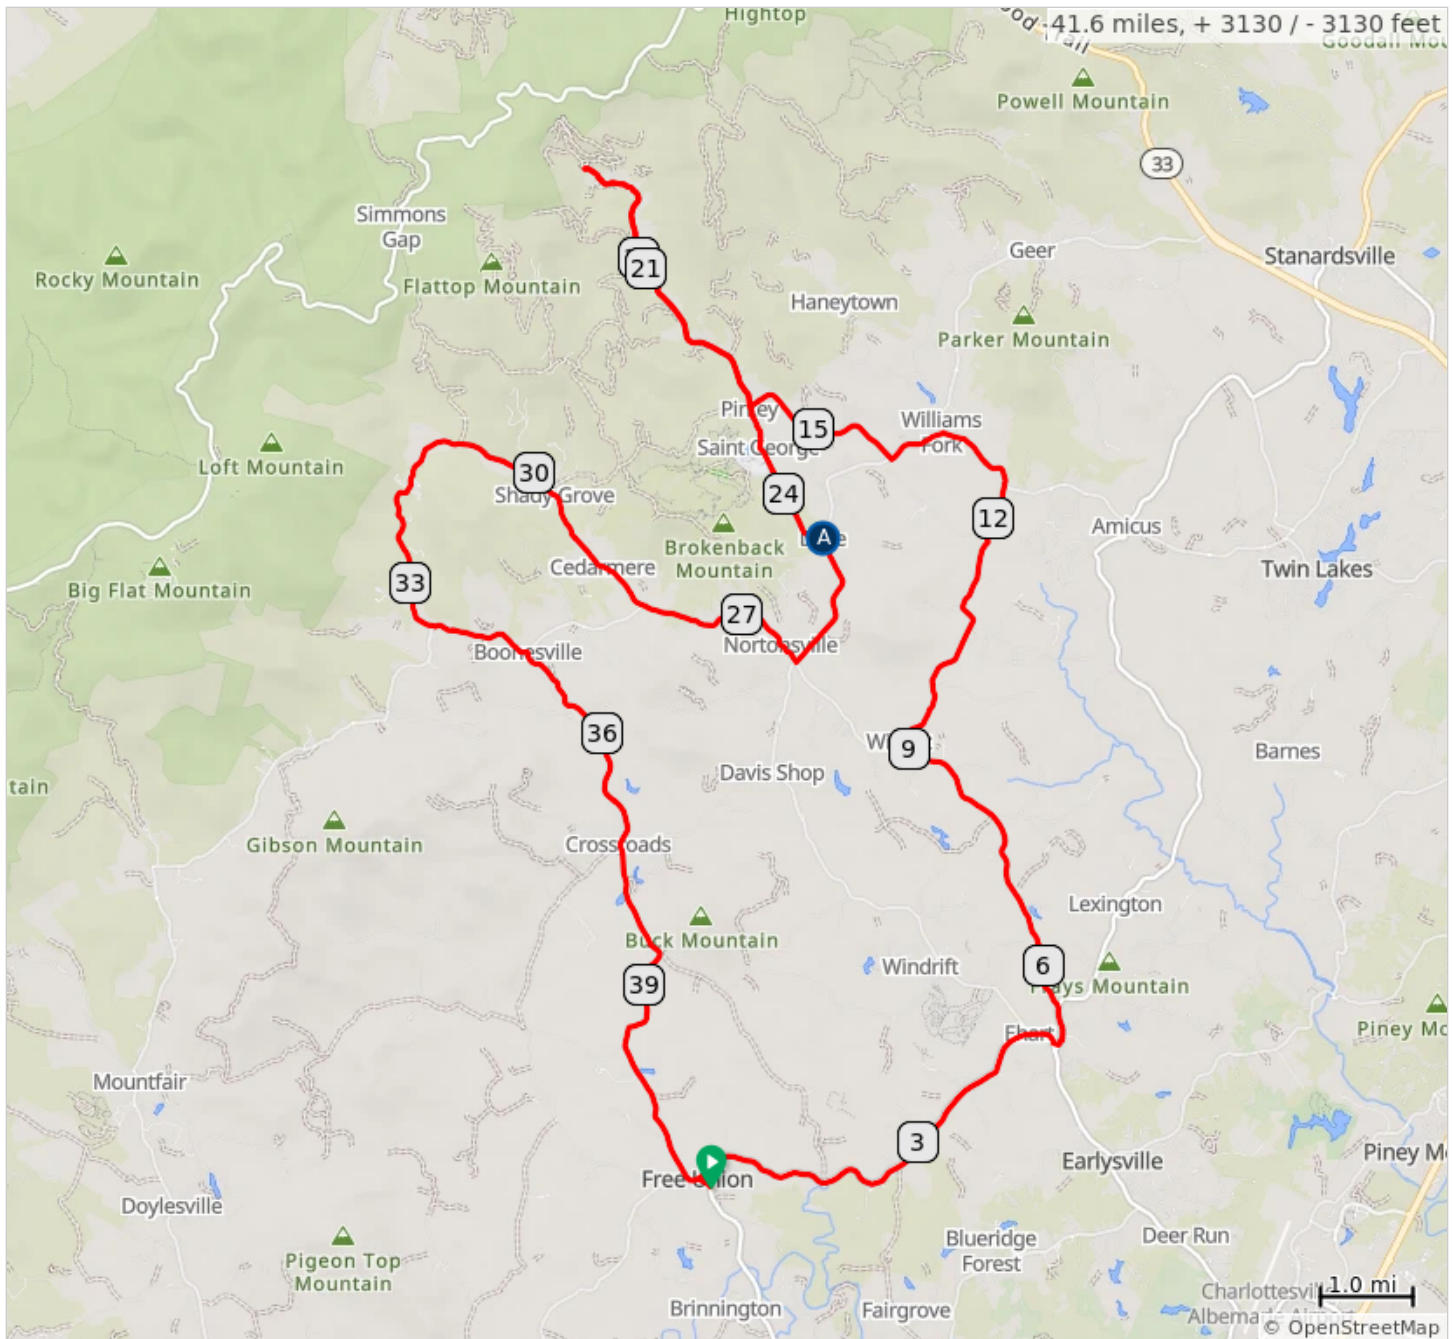 Hightop
41.6 miles, + 3130 / - 3130 feet
Powell Mountain
33
Simmons
Gap
Rocky Mountain
Flattop Mountain
21
Geer
Stanardsville
Haneytown
Parker Mountain
15
Williams
Fork
Loft Mountain
Saint George
30
Shady Grove
24
12
Amicus
A
Brokenback
Mountain
Cedarmere
Twin Lakes
Big Flat Mountain
33
27
Nortonsville
Boonesville
36
9
Barnes
Davis Shop
tain
Gibson Mountain
Crossroads
Lexington
Buck Mountain
Windrift
6
39
Piney Mo
Mountfair
3
Earlysville
Piney M
Free Union
Doylesville
Blueridge
Forest
Deer Run
Pigeon Top
Mountain
1.0 mi
Brinnington
Fairgrove
© OpenStreetMap